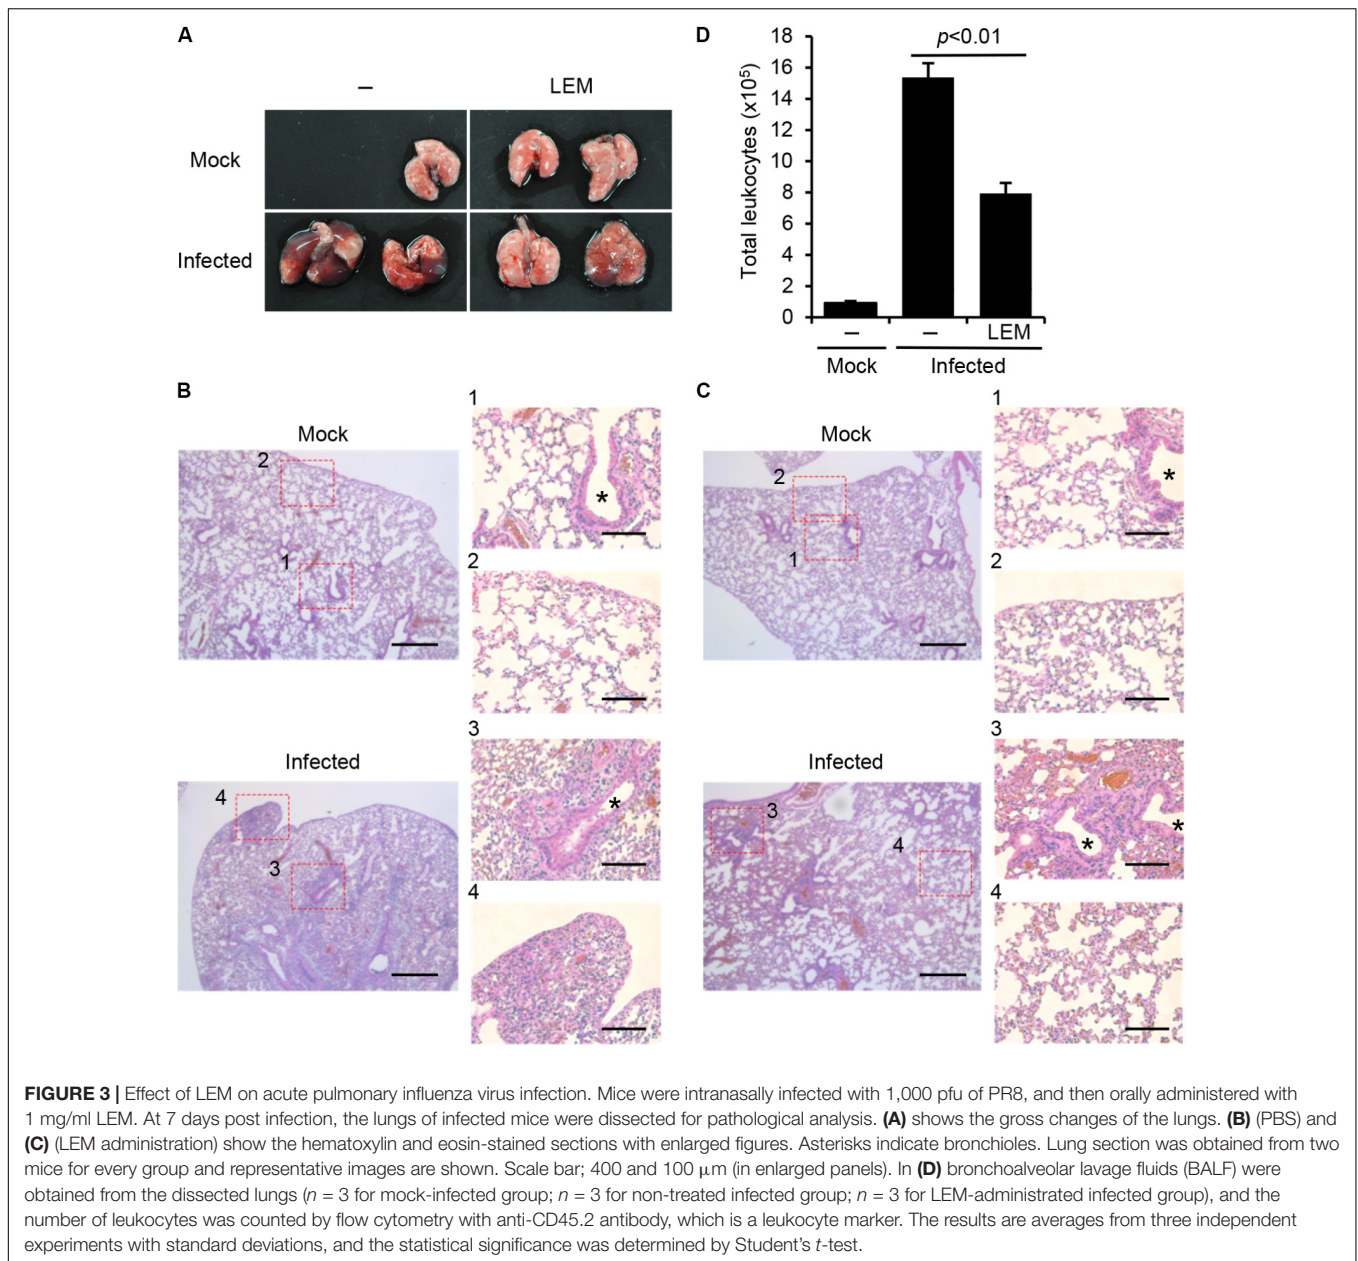 A
–
LEM
Mock
Infected
D
Total leukocytes (x10⁵)
18
16
14
12
10
8
6
4
2
0
p<0.01
– – LEM
Mock Infected
B
Mock
2
1
1
*
2
Infected
4
3
3
*
4
C
Mock
2
1
1
*
2
Infected
3
4
3
*
*
4
FIGURE 3 | Effect of LEM on acute pulmonary influenza virus infection. Mice were intranasally infected with 1,000 pfu of PR8, and then orally administered with
1 mg/ml LEM. At 7 days post infection, the lungs of infected mice were dissected for pathological analysis. (A) shows the gross changes of the lungs. (B) (PBS) and
(C) (LEM administration) show the hematoxylin and eosin-stained sections with enlarged figures. Asterisks indicate bronchioles. Lung section was obtained from two
mice for every group and representative images are shown. Scale bar; 400 and 100 μm (in enlarged panels). In (D) bronchoalveolar lavage fluids (BALF) were
obtained from the dissected lungs (n = 3 for mock-infected group; n = 3 for non-treated infected group; n = 3 for LEM-administrated infected group), and the
number of leukocytes was counted by flow cytometry with anti-CD45.2 antibody, which is a leukocyte marker. The results are averages from three independent
experiments with standard deviations, and the statistical significance was determined by Student's t-test.